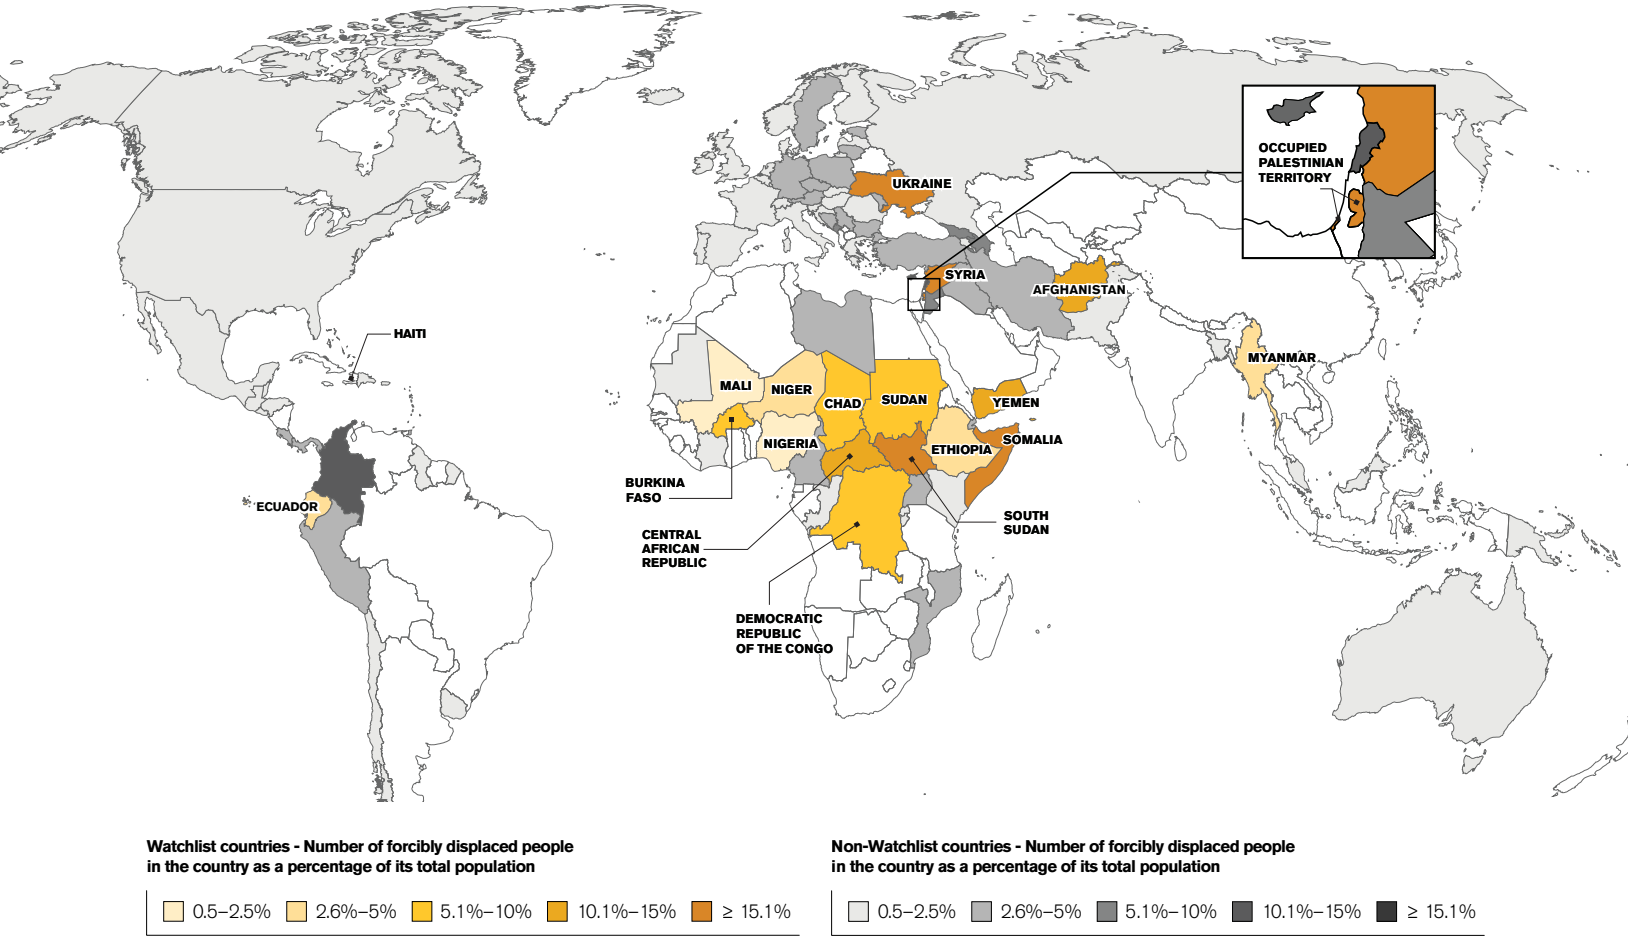 OCCUPIED
PALESTINIAN
TERRITORY
UKRAINE
SYRIA
AFGHANISTAN
HAITI
MYANMAR
MALI
NIGER
CHAD
SUDAN
YEMEN
NIGERIA
ETHIOPIA
SOMALIA
BURKINA
FASO
ECUADOR
SOUTH
SUDAN
CENTRAL
AFRICAN
REPUBLIC
DEMOCRATIC
REPUBLIC
OF THE CONGO
Watchlist countries - Number of forcibly displaced people
in the country as a percentage of its total population
0.5–2.5%
2.6%–5%
5.1%–10%
10.1%–15%
≥ 15.1%
Non-Watchlist countries - Number of forcibly displaced people
in the country as a percentage of its total population
0.5–2.5%
2.6%–5%
5.1%–10%
10.1%–15%
≥ 15.1%